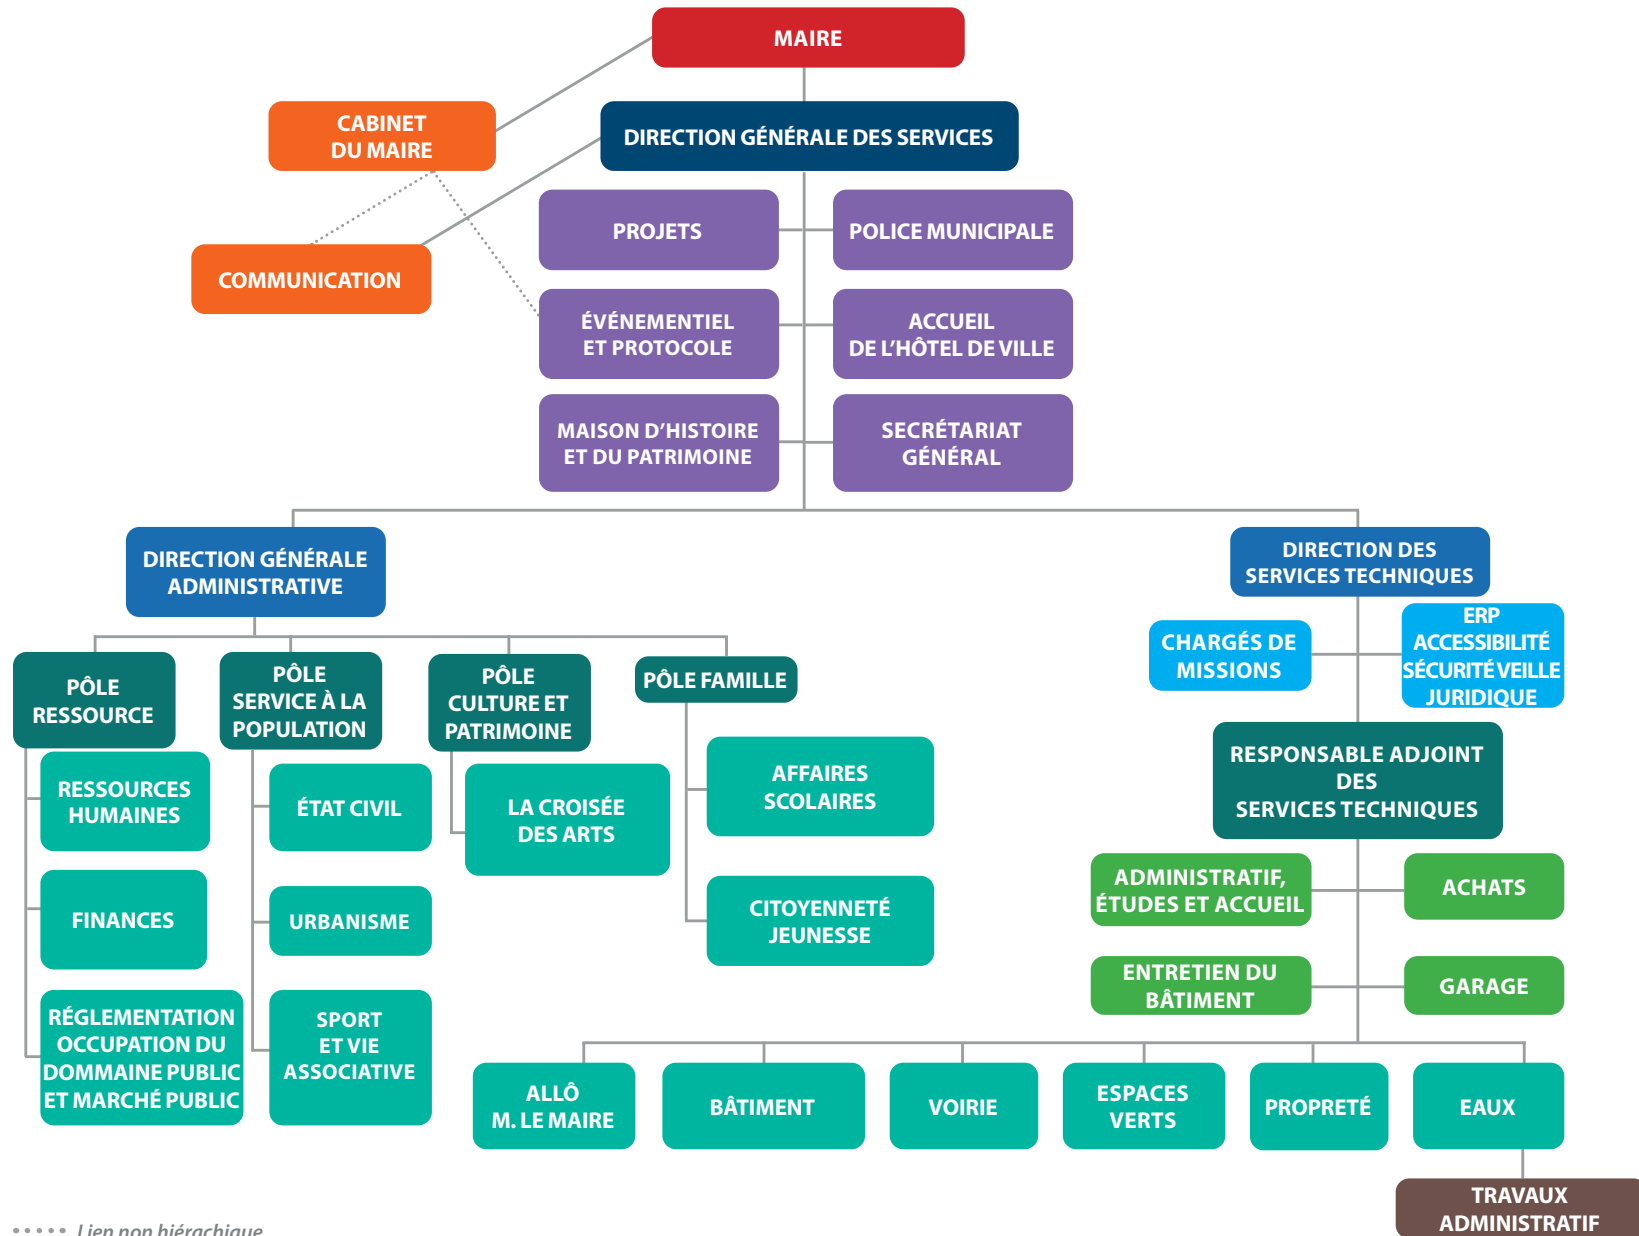 MAIRE
CABINET
DU MAIRE
DIRECTION GÉNÉRALE DES SERVICES
COMMUNICATION
PROJETS
POLICE MUNICIPALE
ÉVÉNEMENTIEL
ET PROTOCOLE
ACCUEIL
DE L'HÔTEL DE VILLE
MAISON D'HISTOIRE
ET DU PATRIMOINE
SECRÉTARIAT
GÉNÉRAL
DIRECTION GÉNÉRALE
ADMINISTRATIVE
DIRECTION DES
SERVICES TECHNIQUES
CHARGÉS DE
MISSIONS
ERP
ACCESSIBILITÉ
SÉCURITÉ VEILLE
JURIDIQUE
PÔLE
RESSOURCE
PÔLE
SERVICE À LA
POPULATION
PÔLE
CULTURE ET
PATRIMOINE
PÔLE FAMILLE
RESPONSABLE ADJOINT
DES
SERVICES TECHNIQUES
RESSOURCES
HUMAINES
FINANCES
RÉGLEMENTATION
OCCUPATION DU
DOMMAINE PUBLIC
ET MARCHÉ PUBLIC
ÉTAT CIVIL
URBANISME
SPORT
ET VIE
ASSOCIATIVE
LA CROISÉE
DES ARTS
AFFAIRES
SCOLAIRES
CITOYENNETÉ
JEUNESSE
ADMINISTRATIF,
ÉTUDES ET ACCUEIL
ACHATS
ENTRETIEN DU
BÂTIMENT
GARAGE
ALLÔ
M. LE MAIRE
BÂTIMENT
VOIRIE
ESPACES
VERTS
PROPRETÉ
EAUX
TRAVAUX
ADMINISTRATIF
Lien non hiérachique